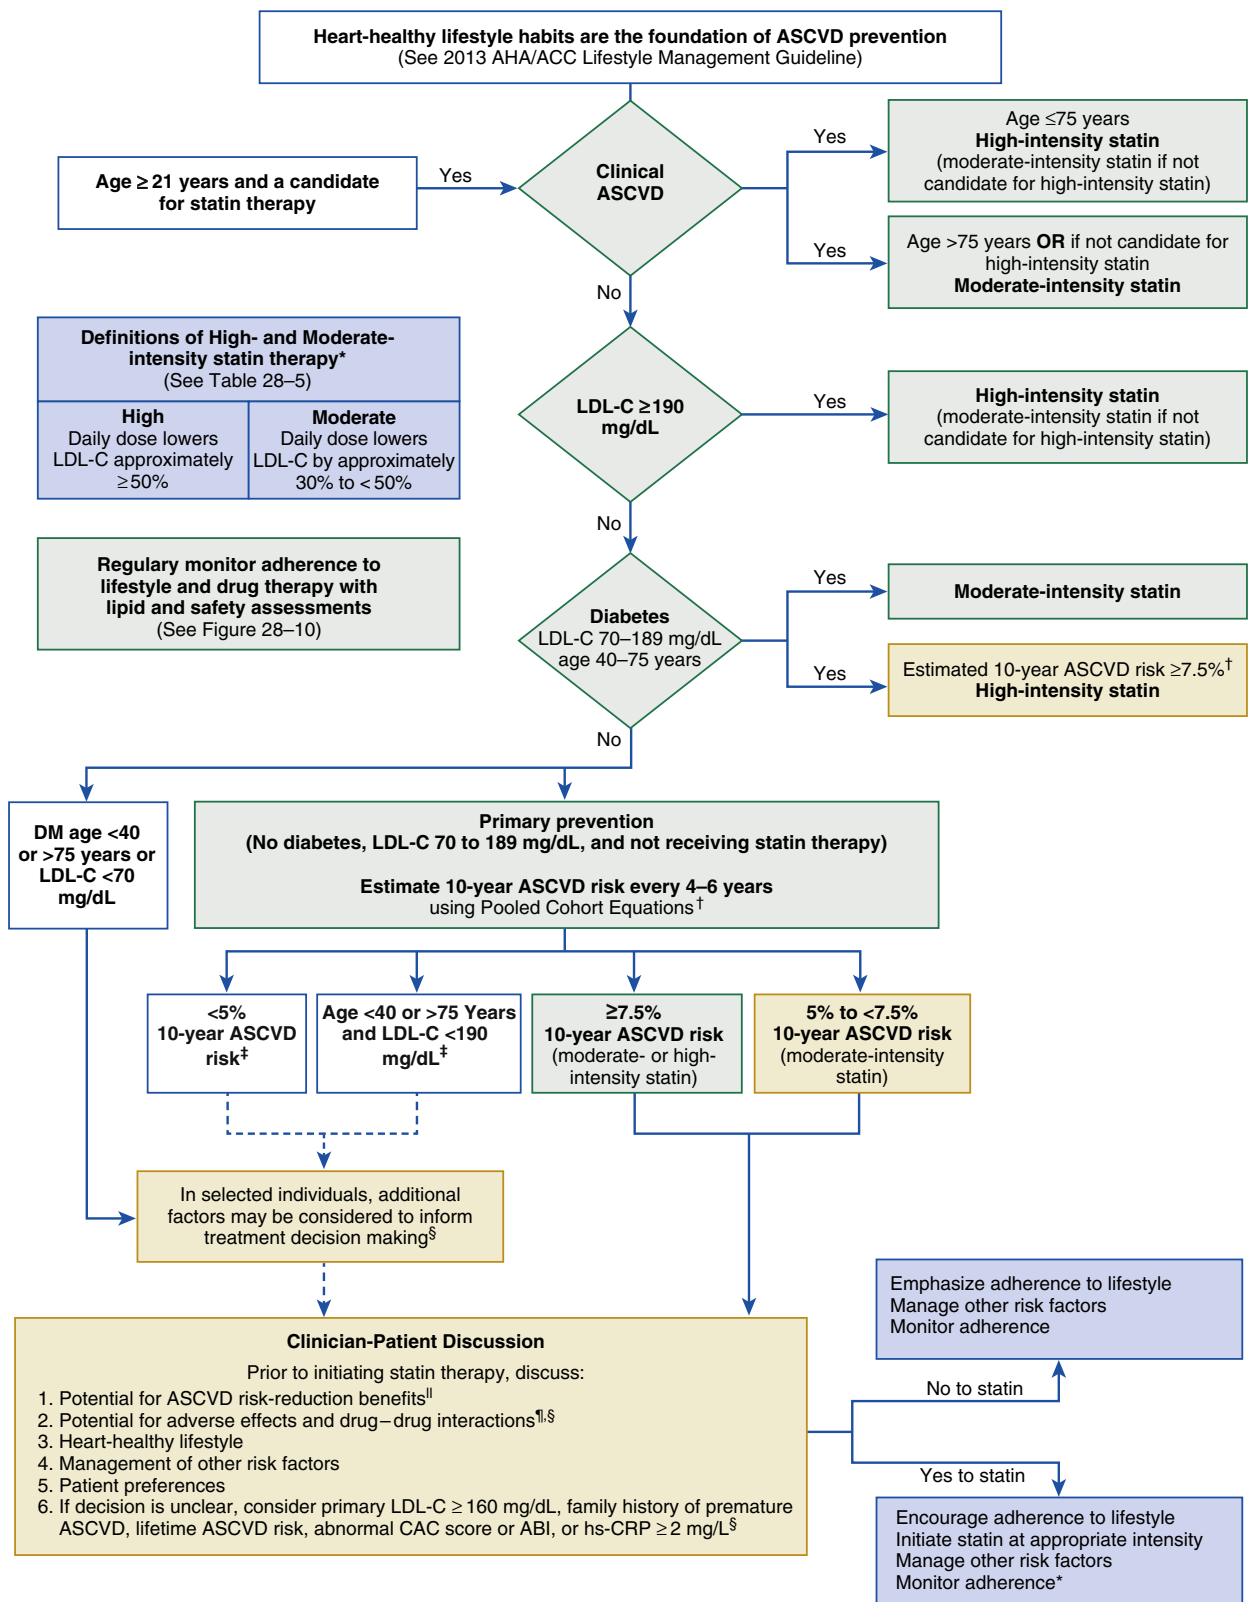 Heart-healthy lifestyle habits are the foundation of ASCVD prevention
(See 2013 AHA/ACC Lifestyle Management Guideline)
Age ≥ 21 years and a candidate
for statin therapy
Yes
Clinical
ASCVD
Yes
Age ≤75 years
High-intensity statin
(moderate-intensity statin if not
candidate for high-intensity statin)
Yes
Age >75 years OR if not candidate for
high-intensity statin
Moderate-intensity statin
No
Definitions of High- and Moderate-
intensity statin therapy*
(See Table 28–5)
High
Daily dose lowers
LDL-C approximately
≥50%
Moderate
Daily dose lowers
LDL-C by approximately
30% to <50%
LDL-C ≥190
mg/dL
Yes
High-intensity statin
(moderate-intensity statin if not
candidate for high-intensity statin)
No
Regulary monitor adherence to
lifestyle and drug therapy with
lipid and safety assessments
(See Figure 28–10)
Diabetes
LDL-C 70–189 mg/dL
age 40–75 years
Yes
Moderate-intensity statin
Yes
Estimated 10-year ASCVD risk ≥7.5%†
High-intensity statin
No
DM age <40
or >75 years or
LDL-C <70
mg/dL
Primary prevention
(No diabetes, LDL-C 70 to 189 mg/dL, and not receiving statin therapy)
Estimate 10-year ASCVD risk every 4–6 years
using Pooled Cohort Equations†
<5%
10-year ASCVD
risk‡
Age <40 or >75 Years
and LDL-C <190
mg/dL‡
≥7.5%
10-year ASCVD risk
(moderate- or high-
intensity statin)
5% to <7.5%
10-year ASCVD risk
(moderate-intensity
statin)
In selected individuals, additional
factors may be considered to inform
treatment decision making§
Clinician-Patient Discussion
Prior to initiating statin therapy, discuss:
1. Potential for ASCVD risk-reduction benefits||
2. Potential for adverse effects and drug–drug interactions¶,§
3. Heart-healthy lifestyle
4. Management of other risk factors
5. Patient preferences
6. If decision is unclear, consider primary LDL-C ≥160 mg/dL, family history of premature
ASCVD, lifetime ASCVD risk, abnormal CAC score or ABI, or hs-CRP ≥2 mg/L§
Emphasize adherence to lifestyle
Manage other risk factors
Monitor adherence
No to statin
Yes to statin
Encourage adherence to lifestyle
Initiate statin at appropriate intensity
Manage other risk factors
Monitor adherence*